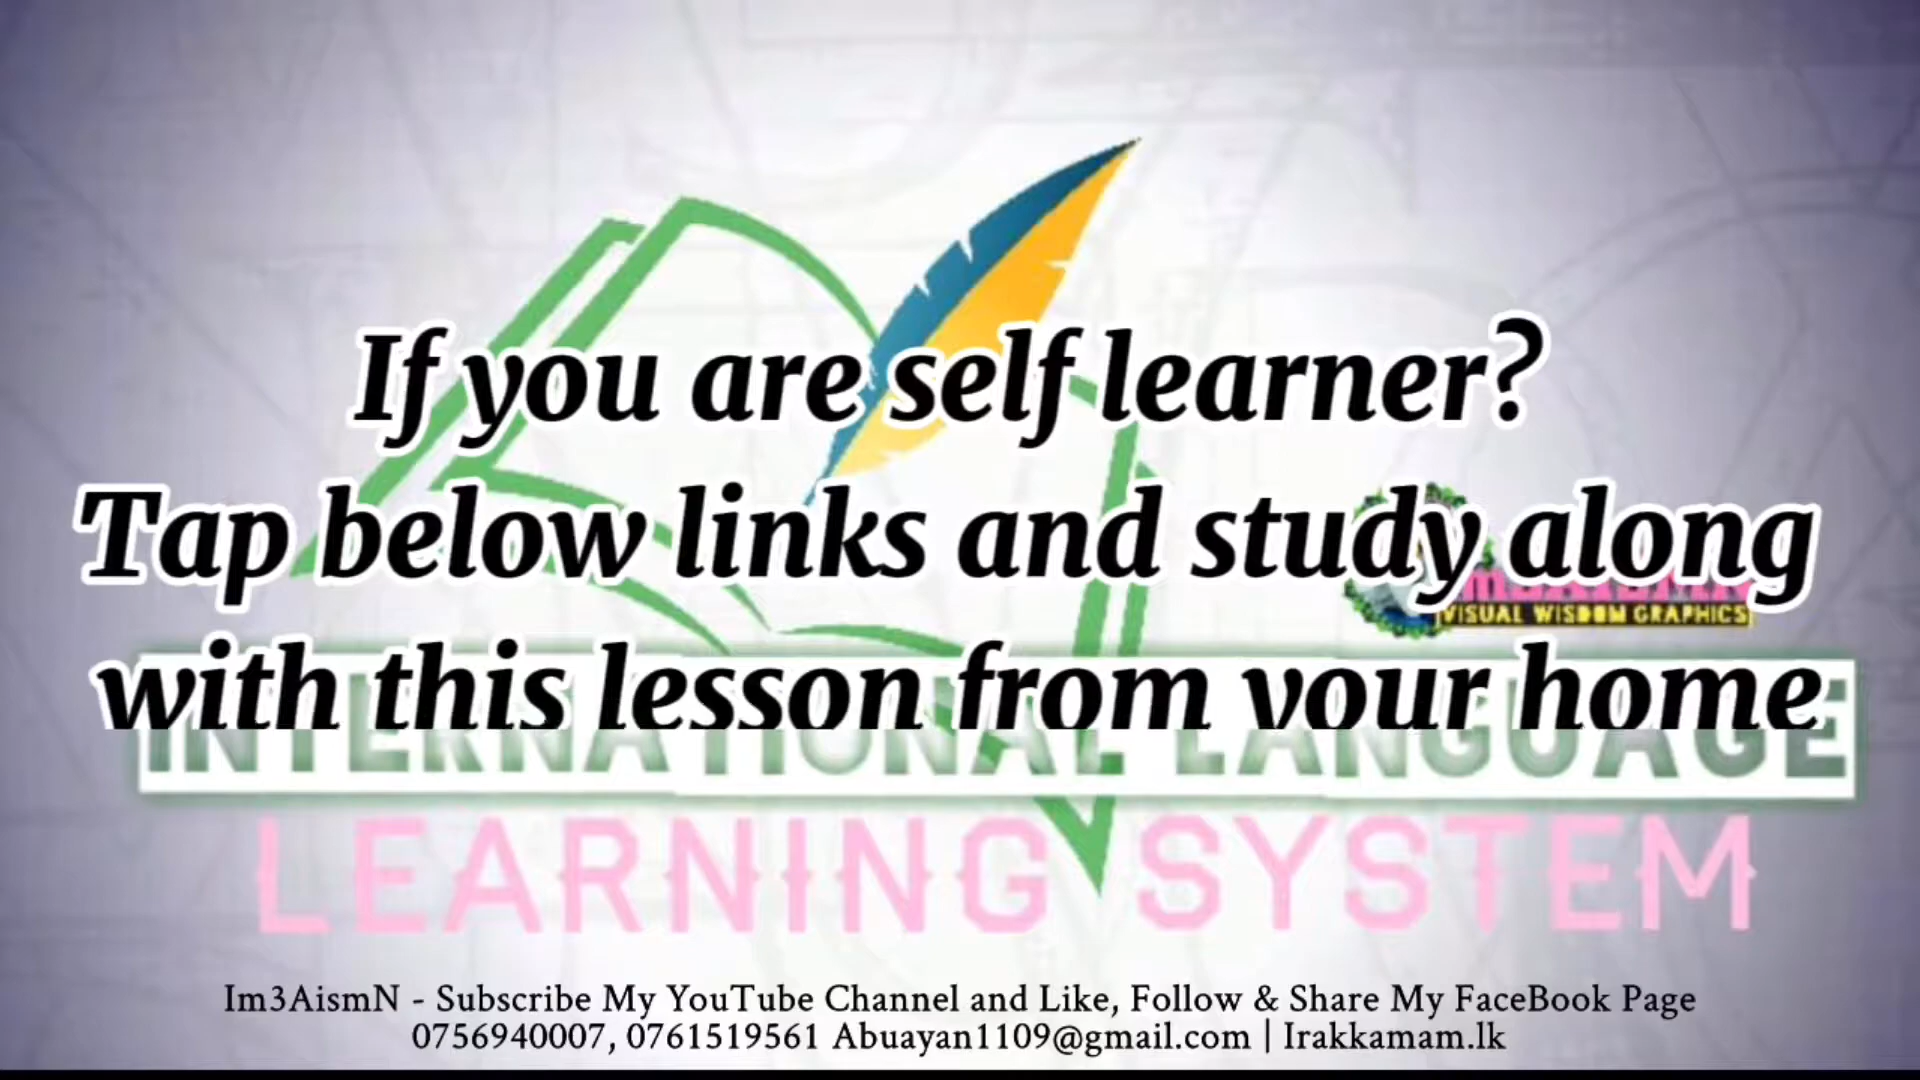 If you are self learner?
Tap below links and study along
VISUAL WISDOM GRAPHICS
with this lesson from your home
INTERNATIONAL LANGUAGE
LEARNING SYSTEM
Im3AismN - Subscribe My YouTube Channel and Like, Follow & Share My FaceBook Page
0756940007, 0761519561 Abuayan1109@gmail.com | Irakkamam.lk